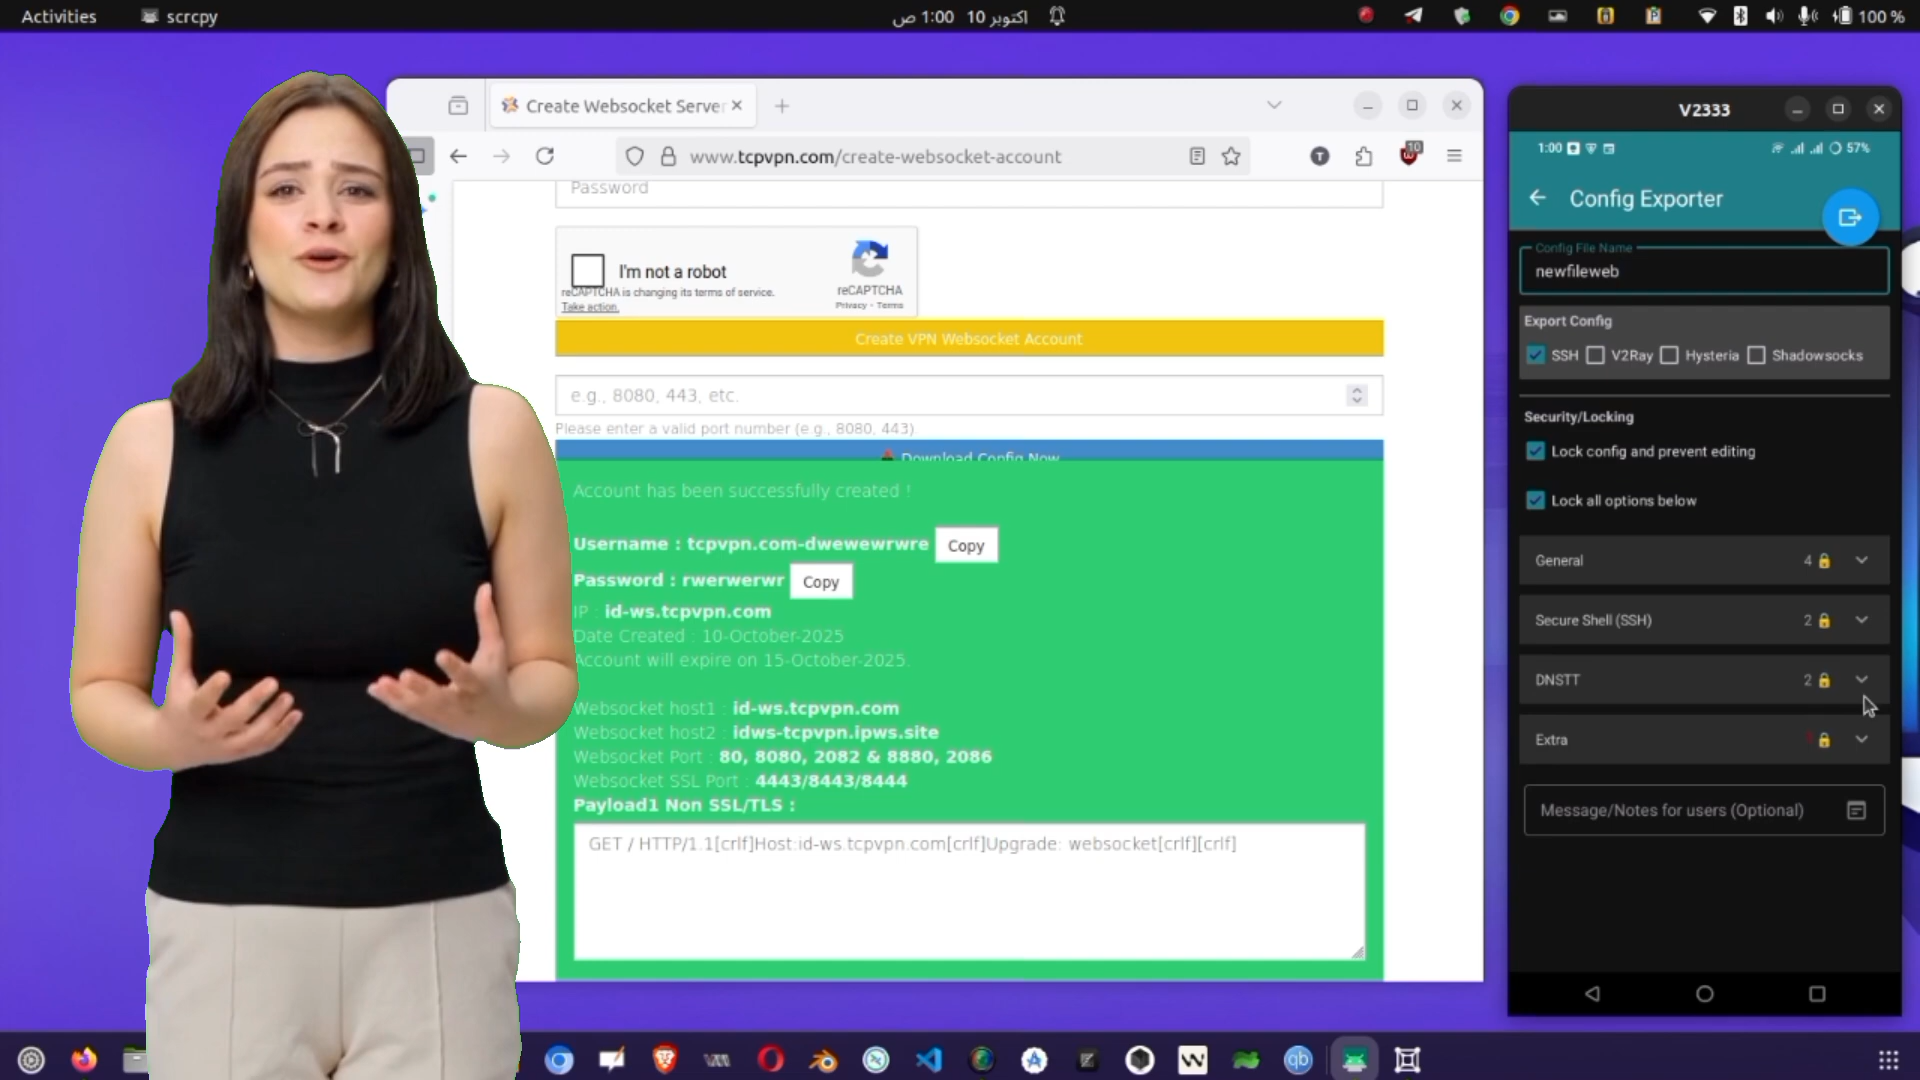 Activities
scrcpy
اكتوبر 10 1:00 ص
100 %
Create Websocket Server
www.tcpvpn.com/create-websocket-account
10
Password
I'm not a robot
reCAPTCHA is changing its terms of service.
Take action.
reCAPTCHA
Privacy - Terms
Create VPN Websocket Account
e.g., 8080, 443, etc.
Please enter a valid port number (e.g., 8080, 443)
Download Config Now
Account has been successfully created !
Username : tcpvpn.com-dwewewrwre Copy
Password : rwerwerwr Copy
IP : id-ws.tcpvpn.com
Date Created : 10-October-2025
Account will expire on 15-October-2025.
Websocket host1 : id-ws.tcpvpn.com
Websocket host2 : idws-tcpvpn.ipws.site
Websocket Port : 80, 8080, 2082 & 8880, 2086
Websocket SSL Port : 4443/8443/8444
Payload1 Non SSL/TLS :
GET / HTTP/1.1[crlf]Host:id-ws.tcpvpn.com[crlf]Upgrade: websocket[crlf][crlf]
V2333
1:00
57%
Config Exporter
Config File Name
newfileweb
Export Config
SSH V2Ray Hysteria Shadowsocks
Security/Locking
Lock config and prevent editing
Lock all options below
General 4
Secure Shell (SSH) 2
DNSTT 2
Extra
Message/Notes for users (Optional)